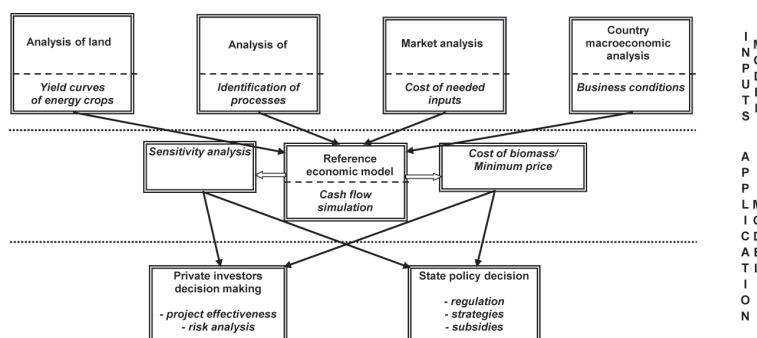 Analysis of land
Yield curves
of energy crops
Analysis of
Identification of
processes
Market analysis
Cost of needed
inputs
Country
macroeconomic
analysis
Business conditions
INPUTS
Sensitivity analysis
Reference
economic model
Cash flow
simulation
Cost of biomass/
Minimum price
APPLICATION
Private investors
decision making
- project effectiveness
- risk analysis
State policy decision
- regulation
- strategies
- subsidies